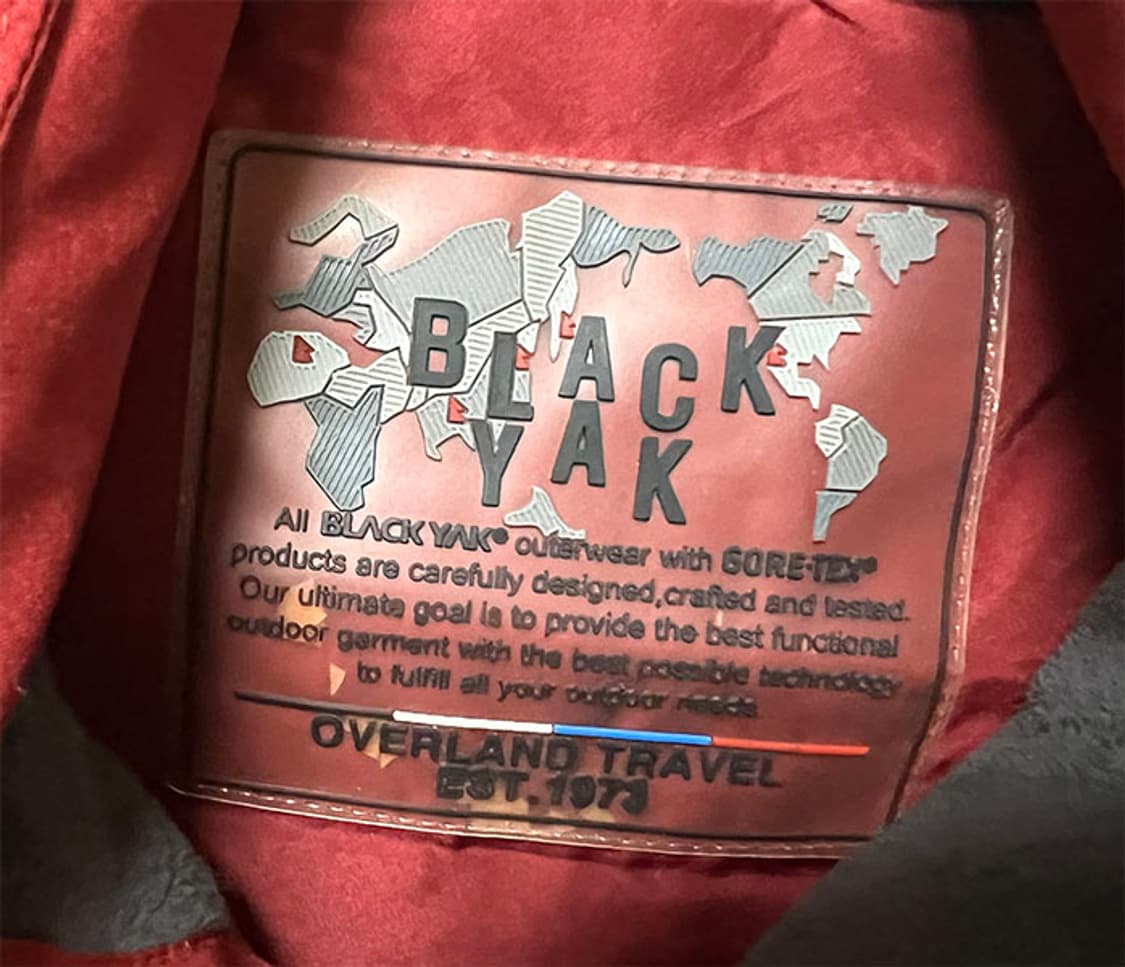 BLACK
YAK
All BLACK YAK® outerwear with GORE-TEX®
products are carefully designed,crafted and tested.
Our ultimate goal is to provide the best functional
outdoor garment with the best possible technology
to fulfill all your outdoor needs.
OVERLAND TRAVEL
EST.1973